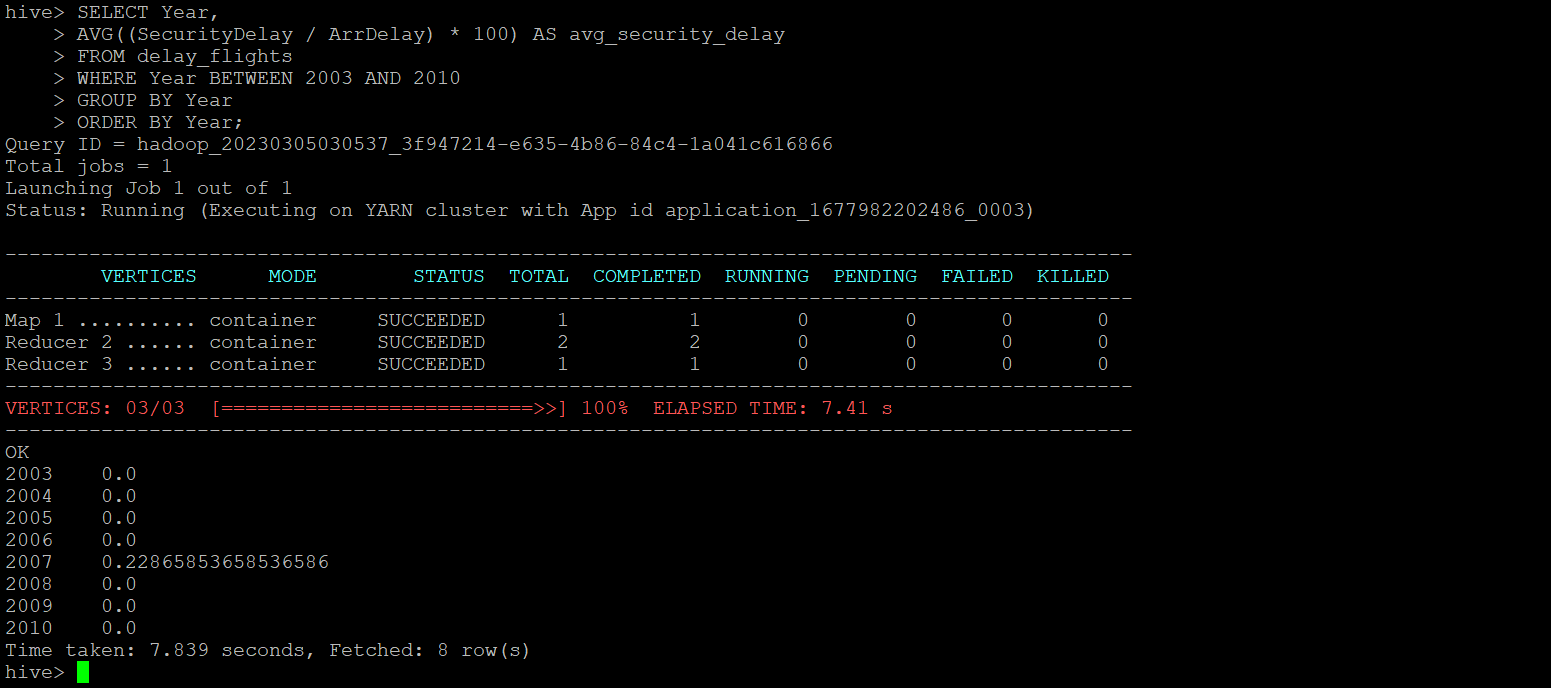 hive> SELECT Year,
    > AVG((SecurityDelay / ArrDelay) * 100) AS avg_security_delay
    > FROM delay_flights
    > WHERE Year BETWEEN 2003 AND 2010
    > GROUP BY Year
    > ORDER BY Year;
Query ID = hadoop_20230305030537_3f947214-e635-4b86-84c4-1a041c616866
Total jobs = 1
Launching Job 1 out of 1
Status: Running (Executing on YARN cluster with App id application_1677982202486_0003)
----------------------------------------------------------------------------------------------
        VERTICES      MODE        STATUS  TOTAL  COMPLETED  RUNNING  PENDING  FAILED  KILLED
----------------------------------------------------------------------------------------------
Map 1 .......... container     SUCCEEDED      1          1        0        0       0       0
Reducer 2 ...... container     SUCCEEDED      2          2        0        0       0       0
Reducer 3 ...... container     SUCCEEDED      1          1        0        0       0       0
----------------------------------------------------------------------------------------------
VERTICES: 03/03  [==========================>>] 100%  ELAPSED TIME: 7.41 s
----------------------------------------------------------------------------------------------
OK
2003    0.0
2004    0.0
2005    0.0
2006    0.0
2007    0.22865853658536586
2008    0.0
2009    0.0
2010    0.0
Time taken: 7.839 seconds, Fetched: 8 row(s)
hive>